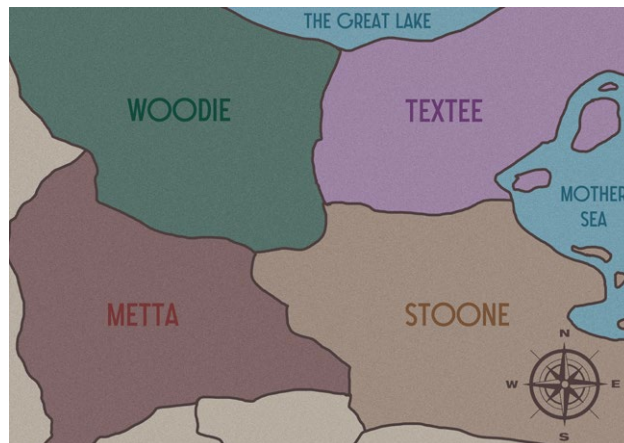 THE GREAT LAKE
WOODIE
TEXTEE
MOTHER
SEA
METTA
STOONE
N
W
E
S